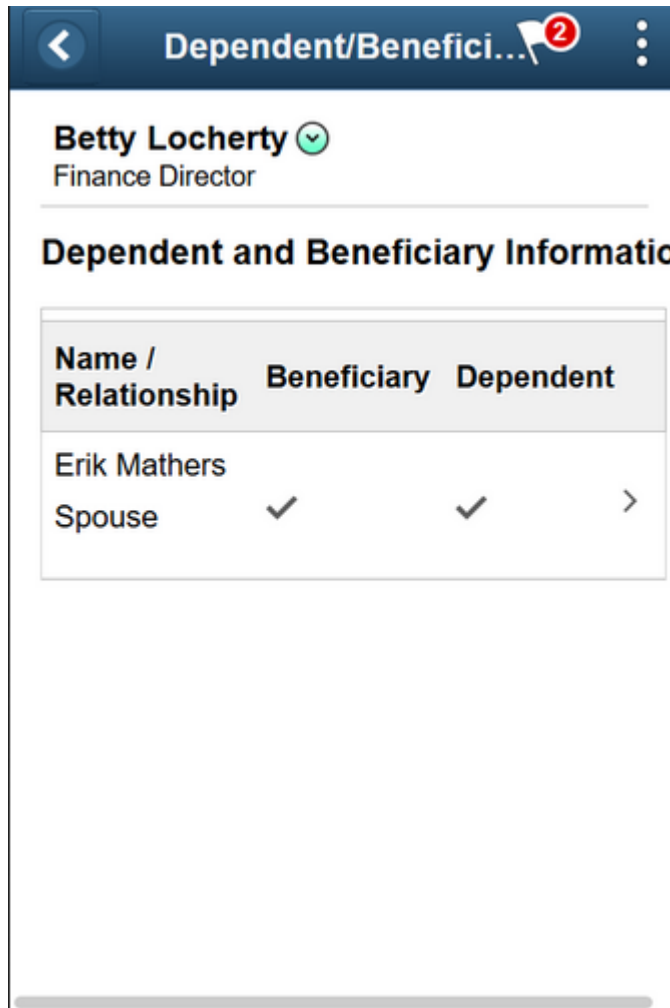 Dependent/Benefici...
2
Betty Locherty
Finance Director
Dependent and Beneficiary Informatio
Name /
Relationship
Beneficiary
Dependent
Erik Mathers
Spouse